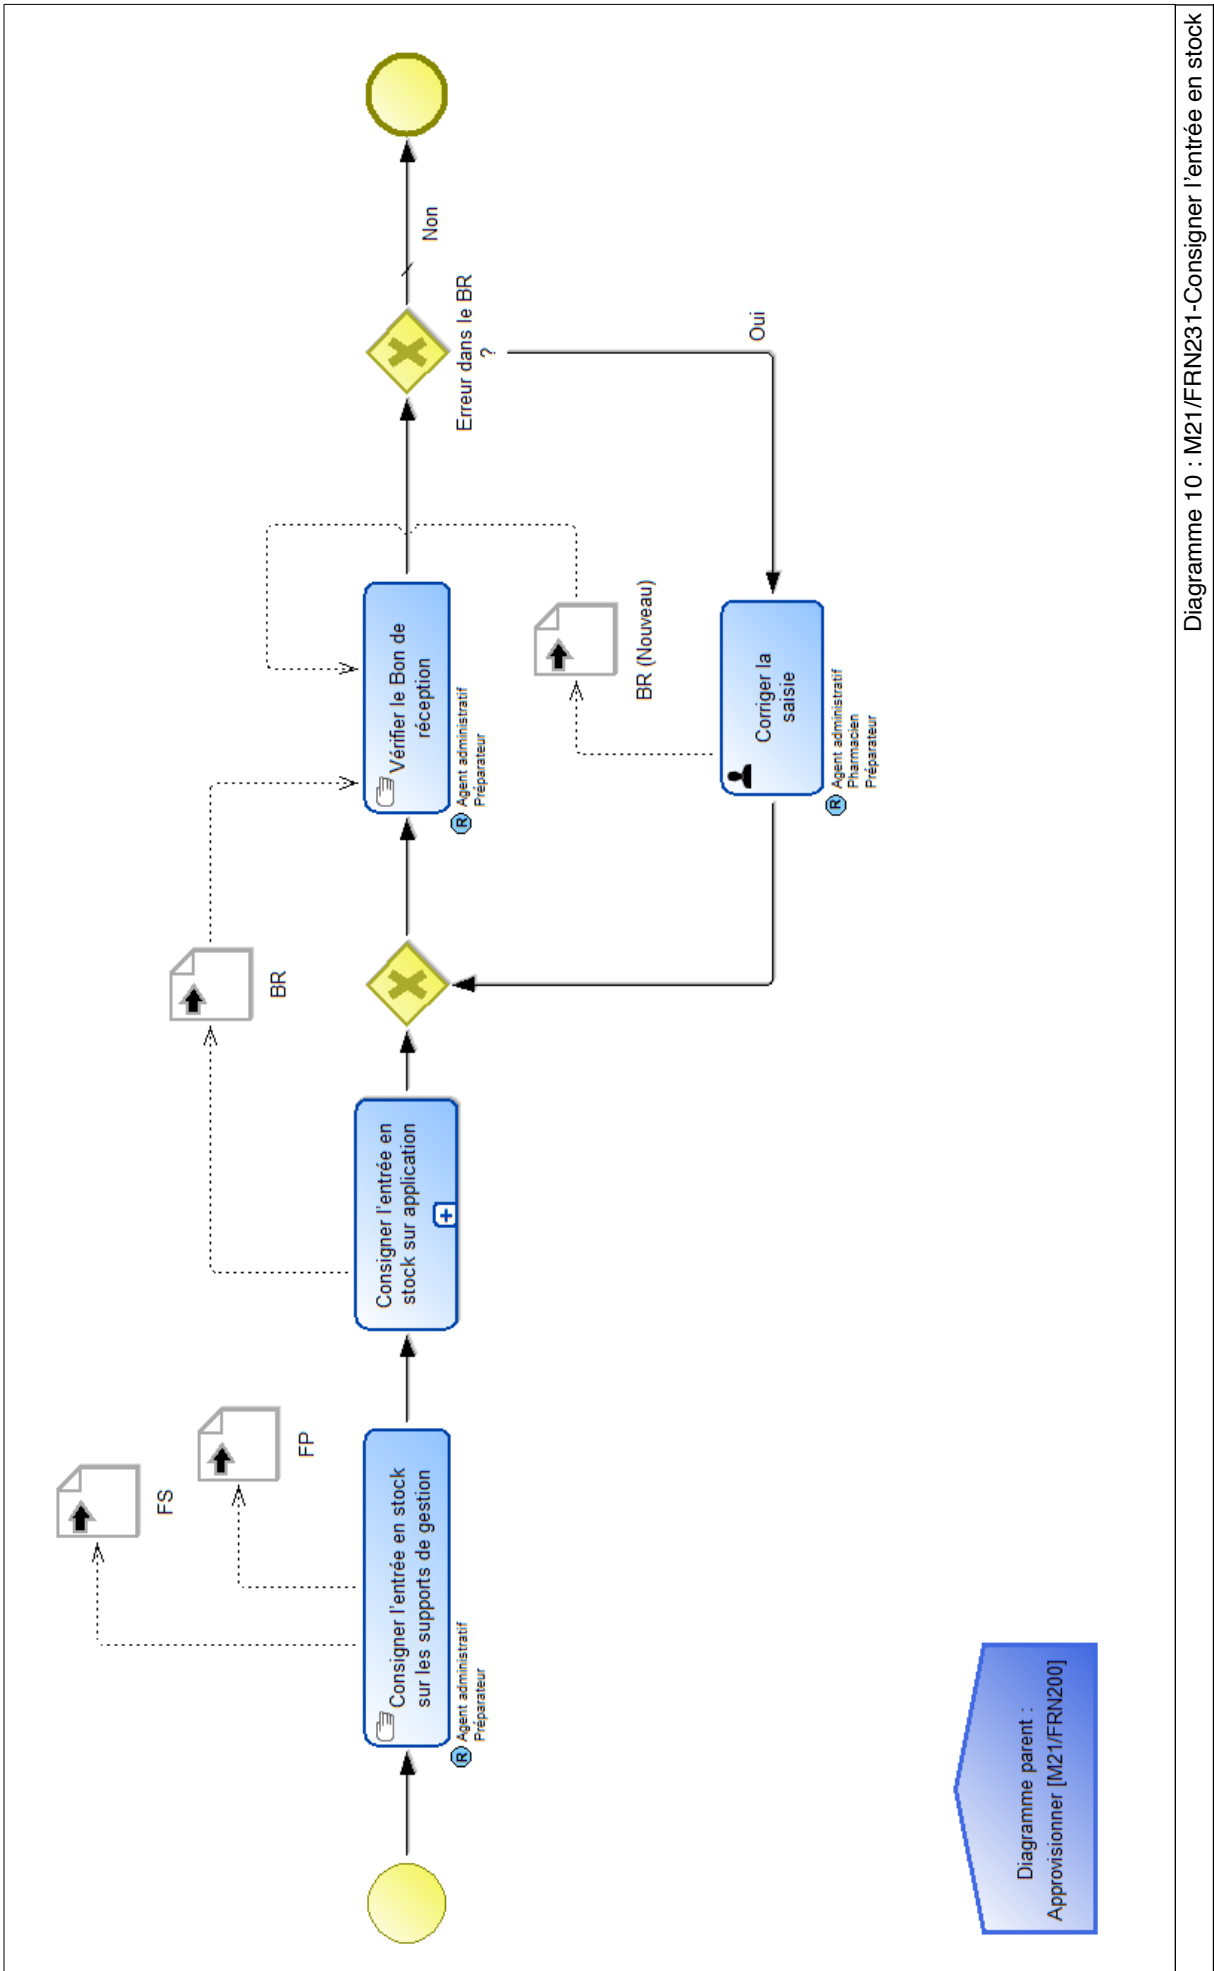 FS
FP
BR
Consigner l'entrée en stock
sur les supports de gestion
R
Agent administratif
Préparateur
Consigner l'entrée en
stock sur application
Vérifier le Bon de
réception
R
Agent administratif
Préparateur
Erreur dans le BR
?
Non
Oui
BR (Nouveau)
Corriger la
saisie
R
Agent administratif
Pharmacien
Préparateur
Diagramme parent :
Approvisionner [M21/FRN200]
Diagramme 10 : M21/FRN231-Consigner l'entrée en stock